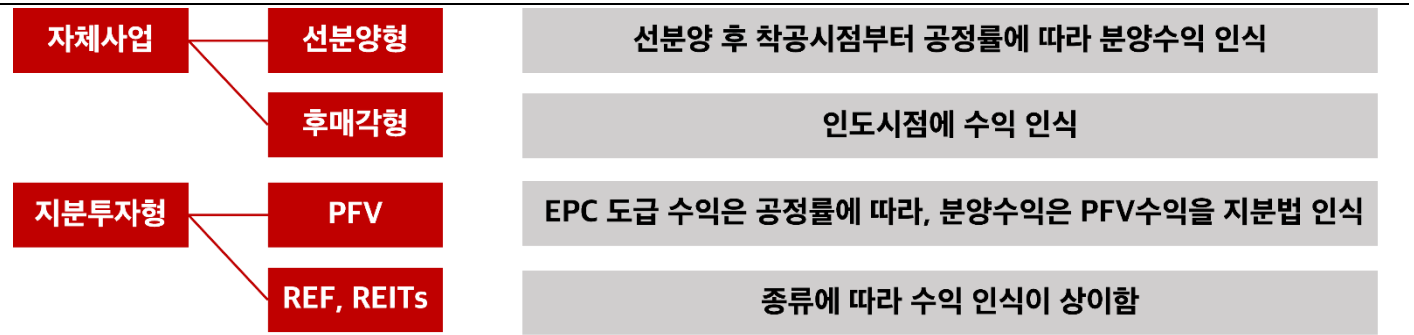 자체사업
선분양형
선분양 후 착공시점부터 공정률에 따라 분양수익 인식
후매각형
인도시점에 수익 인식
지분투자형
PFV
EPC 도급 수익은 공정률에 따라, 분양수익은 PFV수익을 지분법 인식
REF, REITs
종류에 따라 수익 인식이 상이함